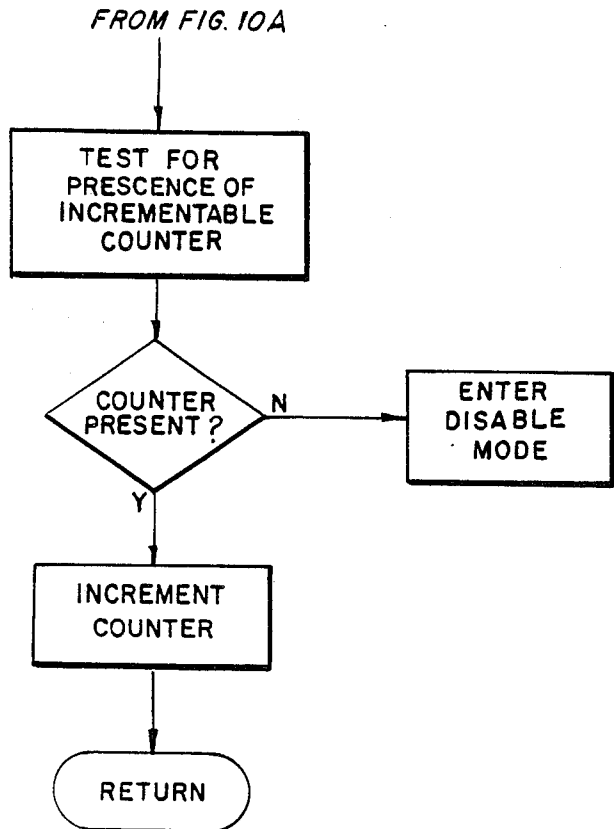 FROM FIG. 10A
TEST FOR
PRESCENCE OF
INCREMENTABLE
COUNTER
COUNTER
PRESENT?
N
ENTER
DISABLE
MODE
Y
INCREMENT
COUNTER
RETURN